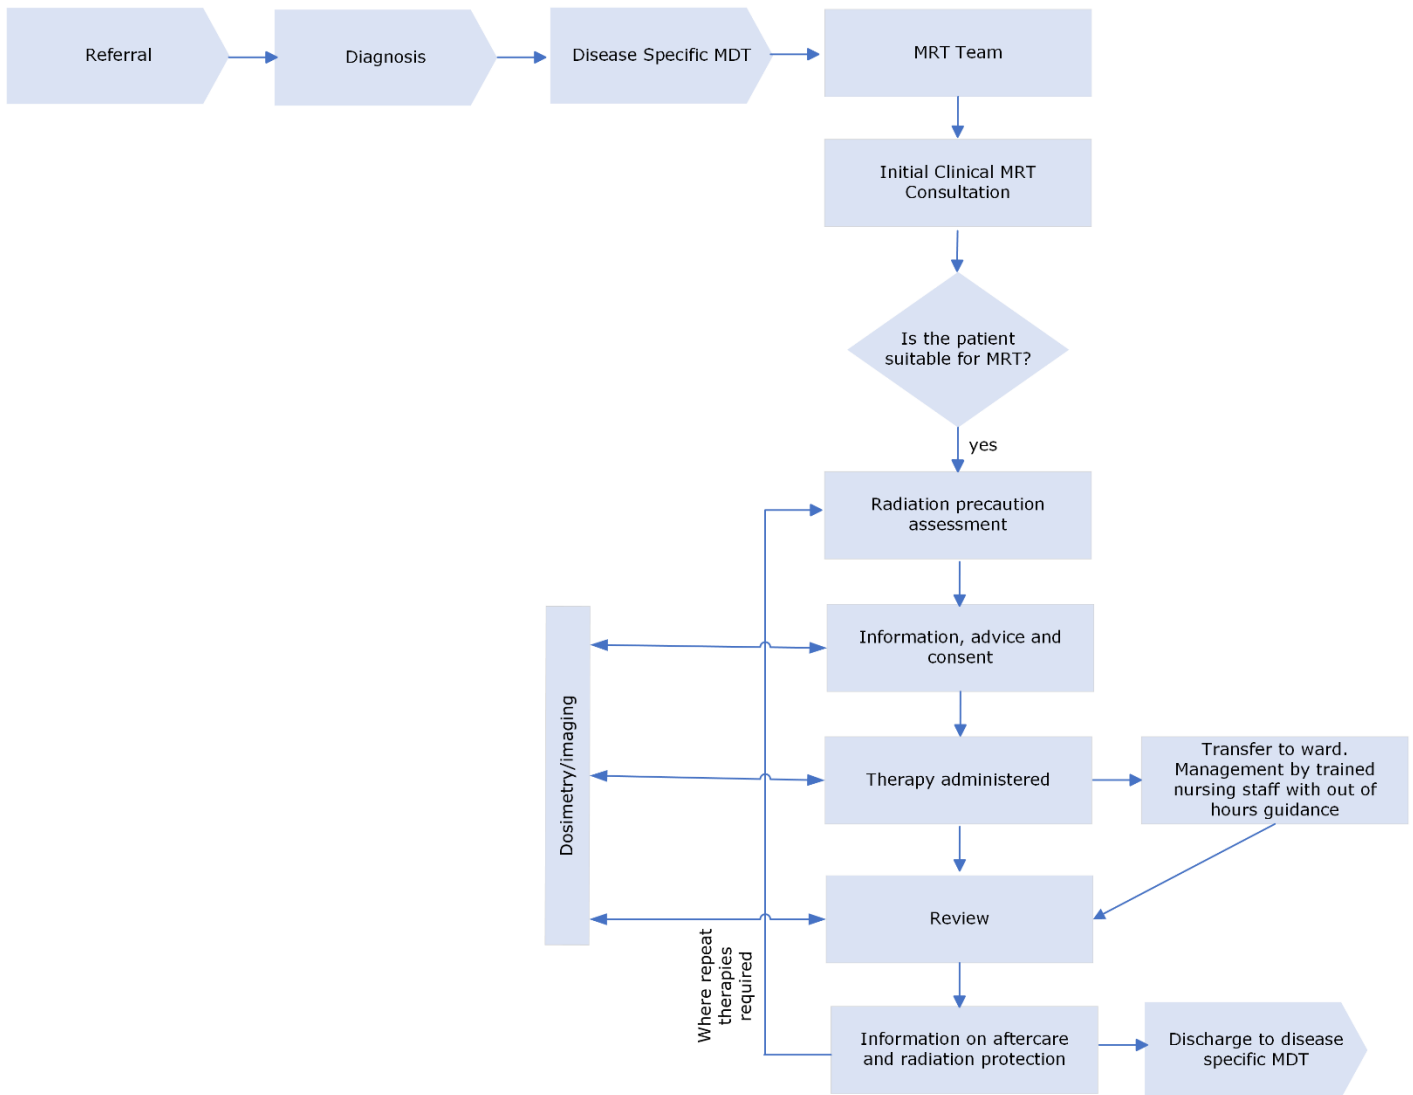 Referral
Diagnosis
Disease Specific MDT
MRT Team
Initial Clinical MRT
Consultation
Is the patient
suitable for MRT?
yes
Radiation precaution
assessment
Information, advice and
consent
Dosimetry/imaging
Therapy administered
Transfer to ward.
Management by trained
nursing staff with out of
hours guidance
Review
Where repeat
therapies
required
Information on aftercare
and radiation protection
Discharge to disease
specific MDT